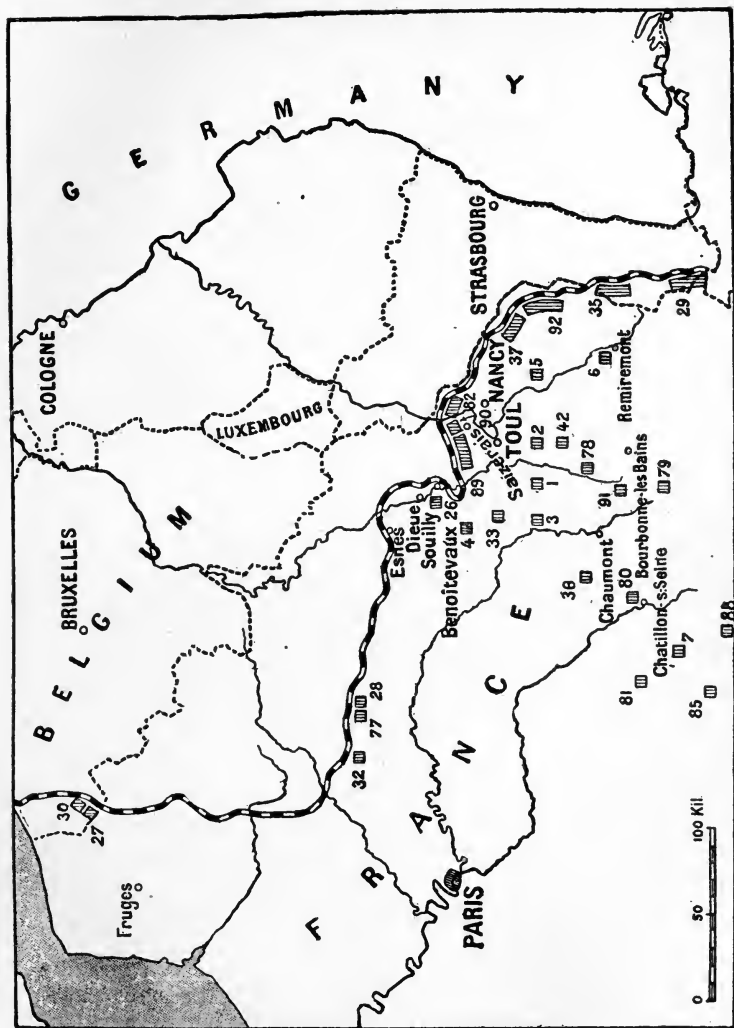 GERMANY
COLOGNE
BRUXELLES
BELGIUM
LUXEMBOURG
STRASBOURG
30
27
Fruges
32
77
28
Esnes
Dieue
Souilly
26
Benoitevaux
4
33
89
Saizerais
82
90
NANCY
TOUL
37
92
35
29
5
6
Remiremont
2
42
78
1
3
91
79
Bourbonne-les Bains
Chaumont
38
80
Chatillon-s.Seine
81
7
85
88
FRANCE
PARIS
0 50 100 Kil.